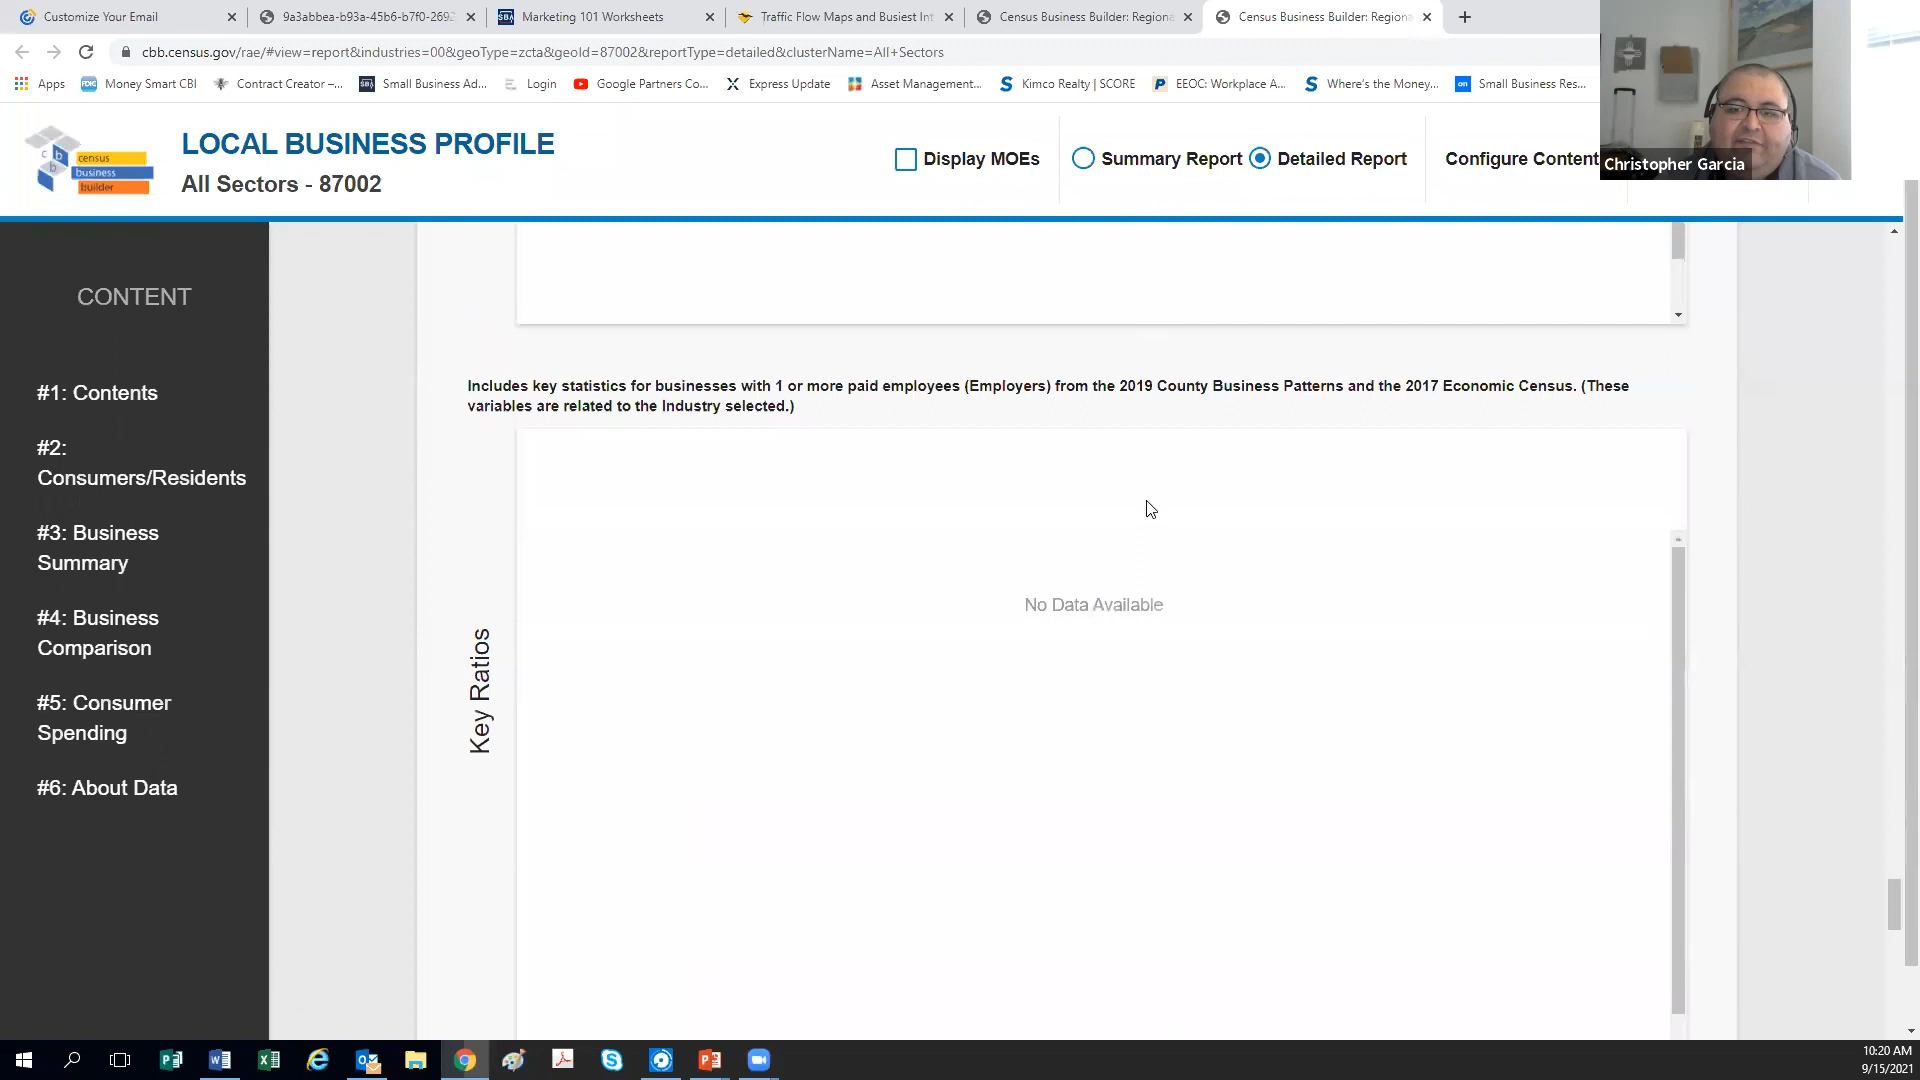 Customize Your Email
9a3abbea-b93a-45b6-b7f0-2692
Marketing 101 Worksheets
Traffic Flow Maps and Busiest Int
Census Business Builder: Regiona
Census Business Builder: Regiona
cbb.census.gov/rae/#view=report&industries=00&geoType=zcta&geoId=87002&reportType=detailed&clusterName=All+Sectors
Apps
Money Smart CBI
Contract Creator –...
Small Business Ad...
Login
Google Partners Co...
Express Update
Asset Management...
Kimco Realty | SCORE
EEOC: Workplace A...
Where's the Money...
Small Business Res...
census
business
builder
LOCAL BUSINESS PROFILE
All Sectors - 87002
Display MOEs
Summary Report
Detailed Report
Configure Content
Christopher Garcia
CONTENT
#1: Contents
#2:
Consumers/Residents
#3: Business
Summary
#4: Business
Comparison
#5: Consumer
Spending
#6: About Data
Includes key statistics for businesses with 1 or more paid employees (Employers) from the 2019 County Business Patterns and the 2017 Economic Census. (These
variables are related to the Industry selected.)
No Data Available
Key Ratios
10:20 AM
9/15/2021